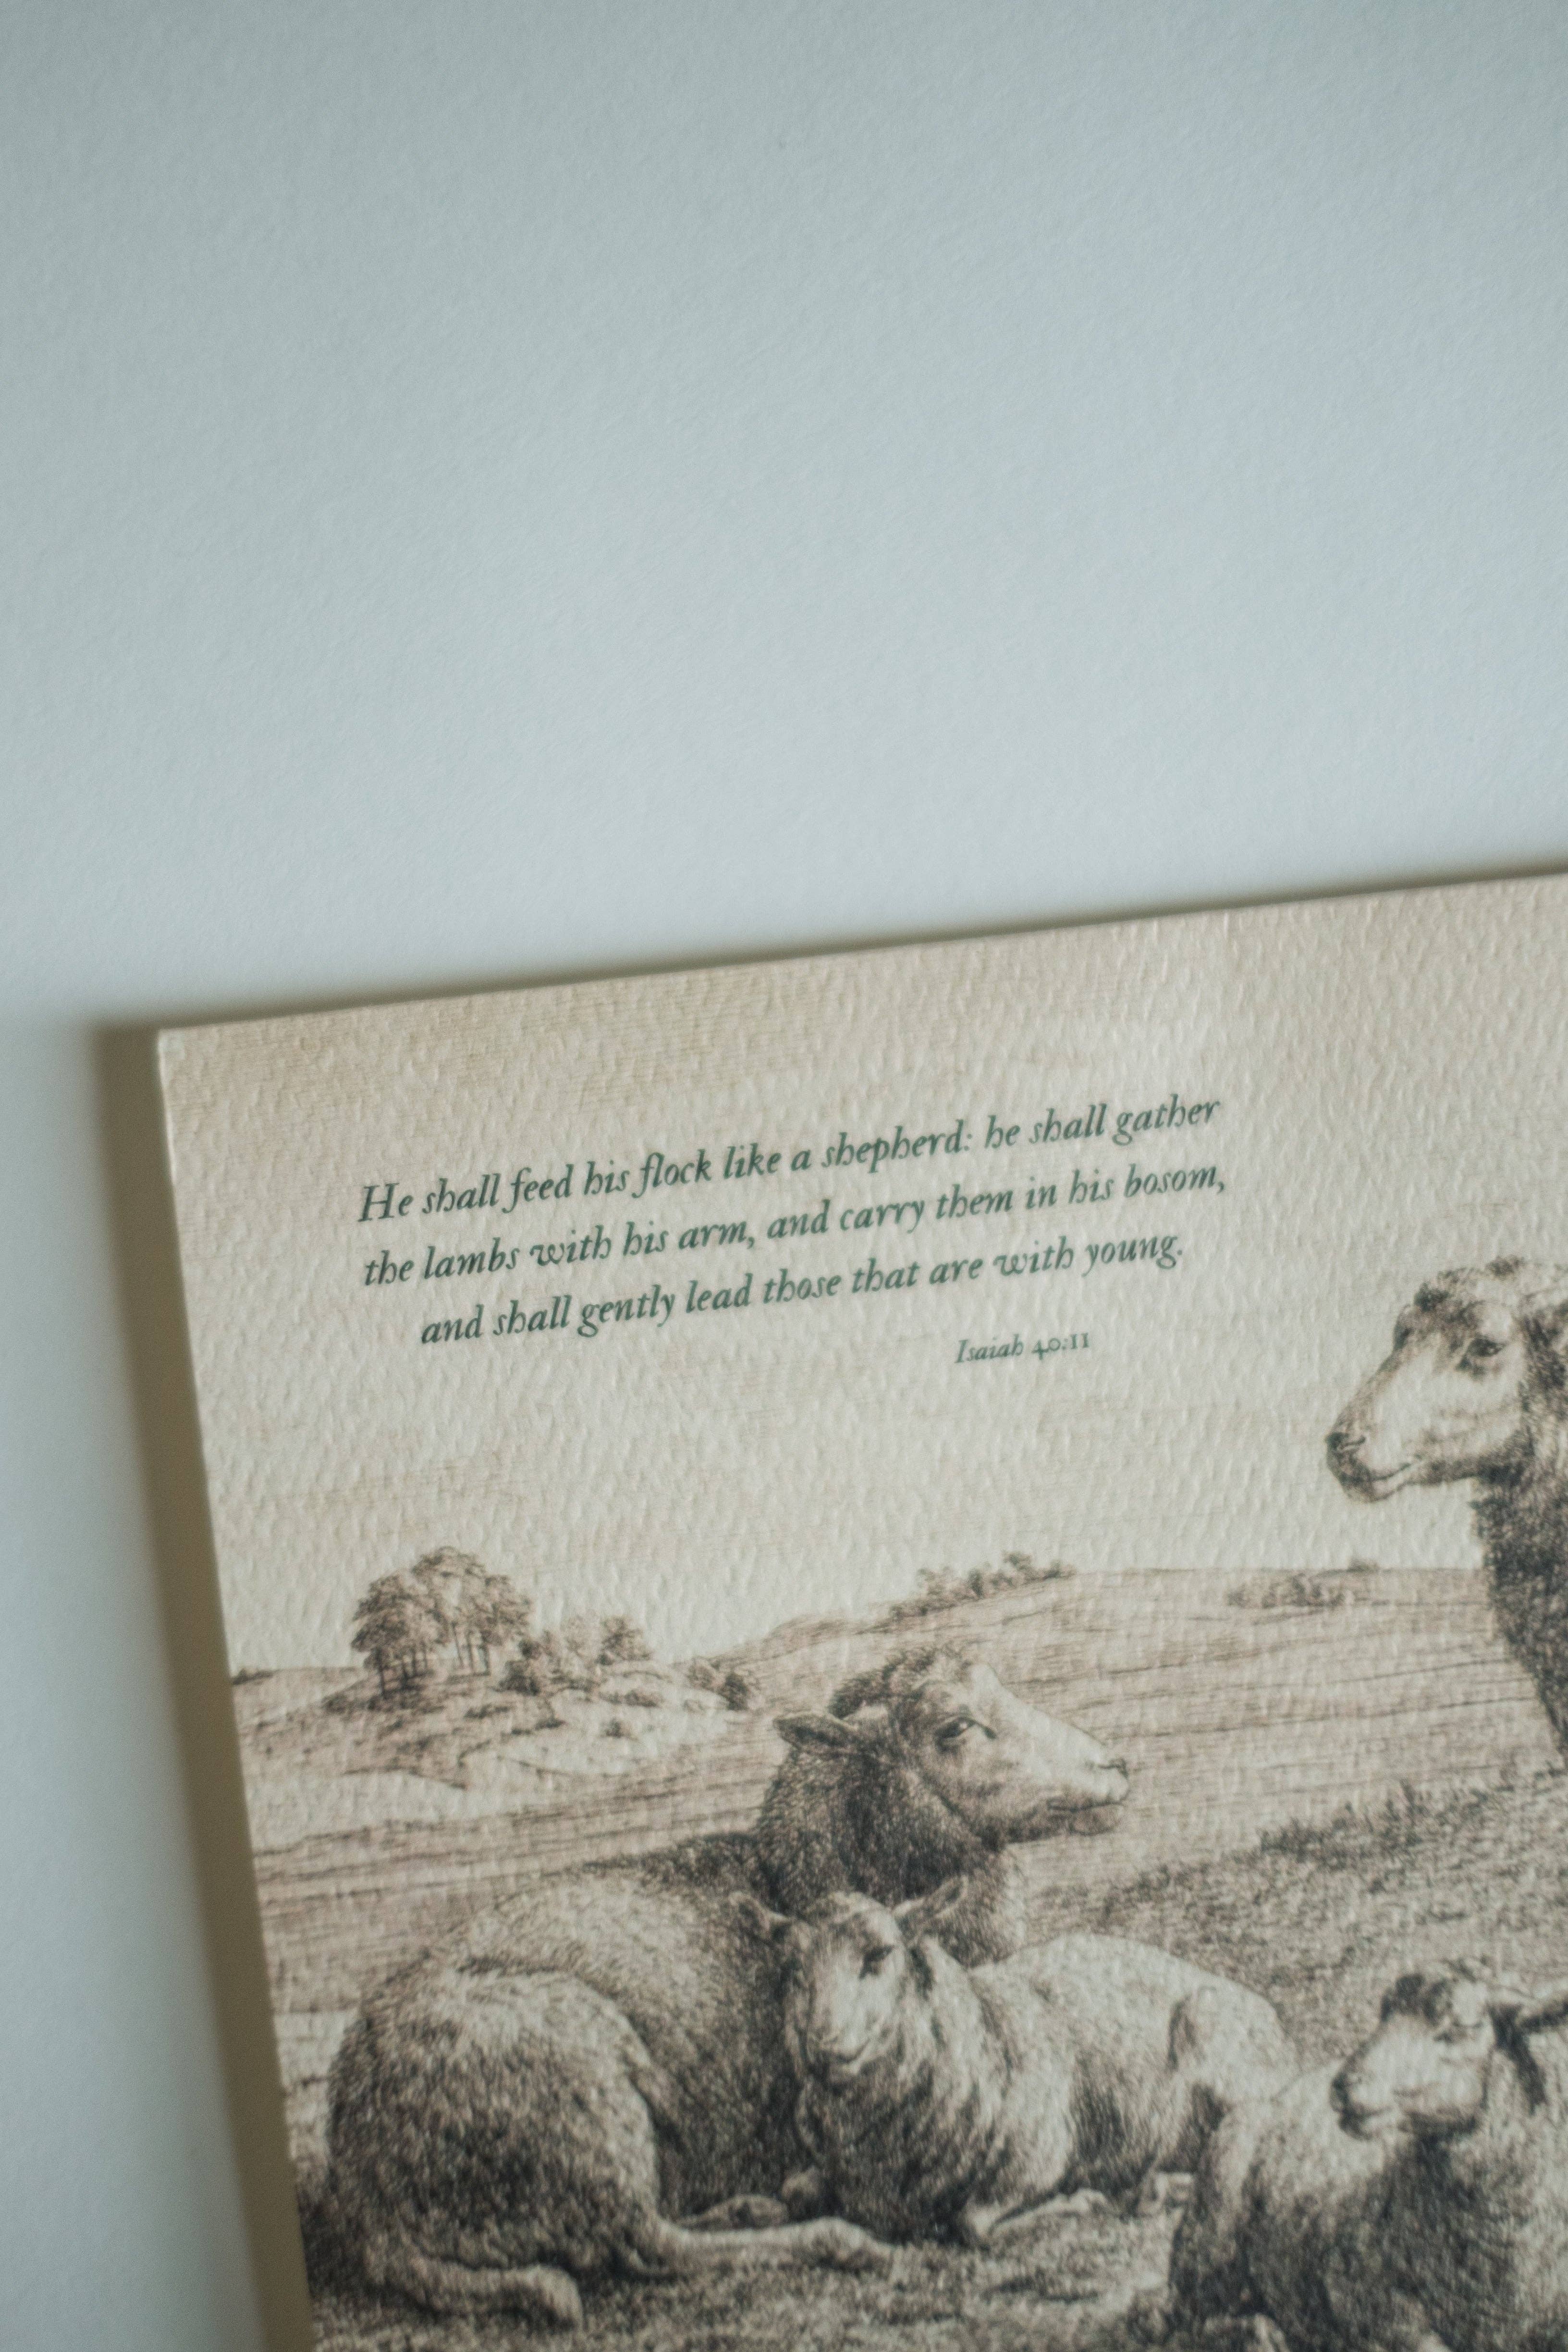 He shall feed his flock like a shepherd: he shall gather
the lambs with his arm, and carry them in his bosom,
and shall gently lead those that are with young.
Isaiah 40:11